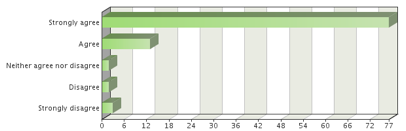 Strongly agree
Agree
Neither agree nor disagree
Disagree
Strongly disagree
0 6 12 18 24 30 36 42 48 54 60 66 72 77